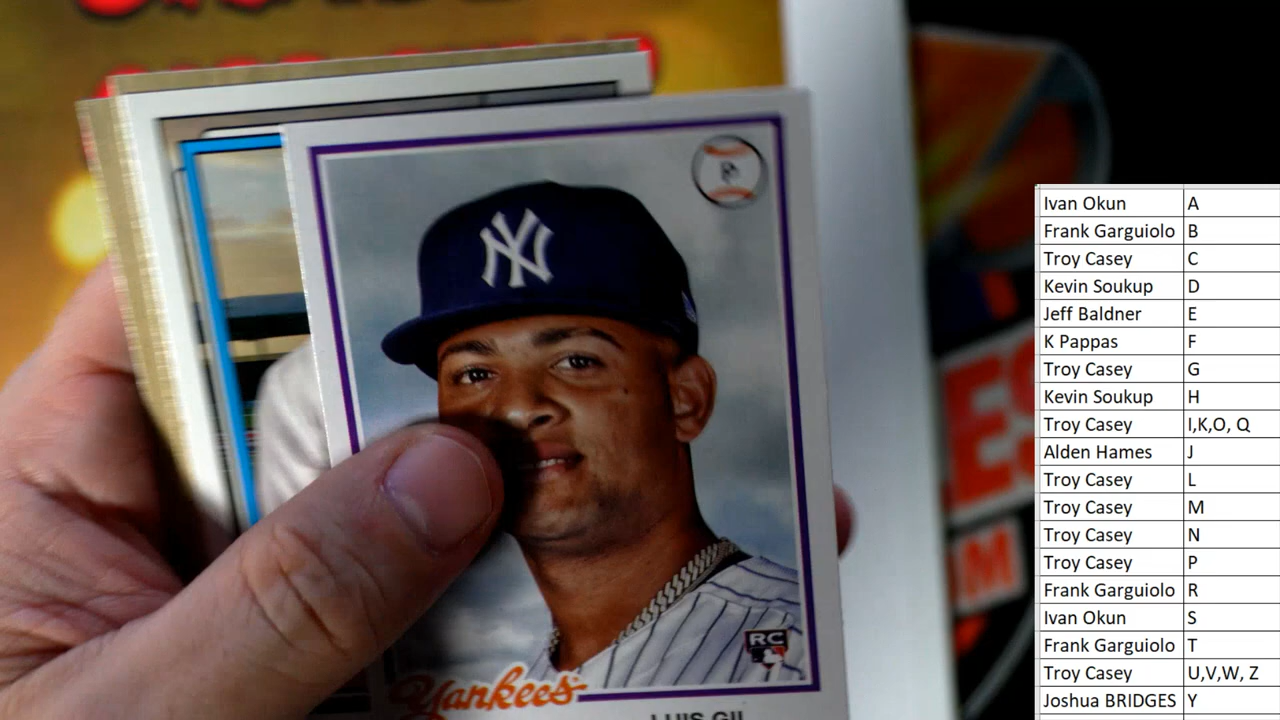 NY
P
RC
Yankees
LUIS GIL
ES
M
Ivan Okun A
Frank Garguiolo B
Troy Casey C
Kevin Soukup D
Jeff Baldner E
K Pappas F
Troy Casey G
Kevin Soukup H
Troy Casey I,K,O, Q
Alden Hames J
Troy Casey L
Troy Casey M
Troy Casey N
Troy Casey P
Frank Garguiolo R
Ivan Okun S
Frank Garguiolo T
Troy Casey U,V,W, Z
Joshua BRIDGES Y